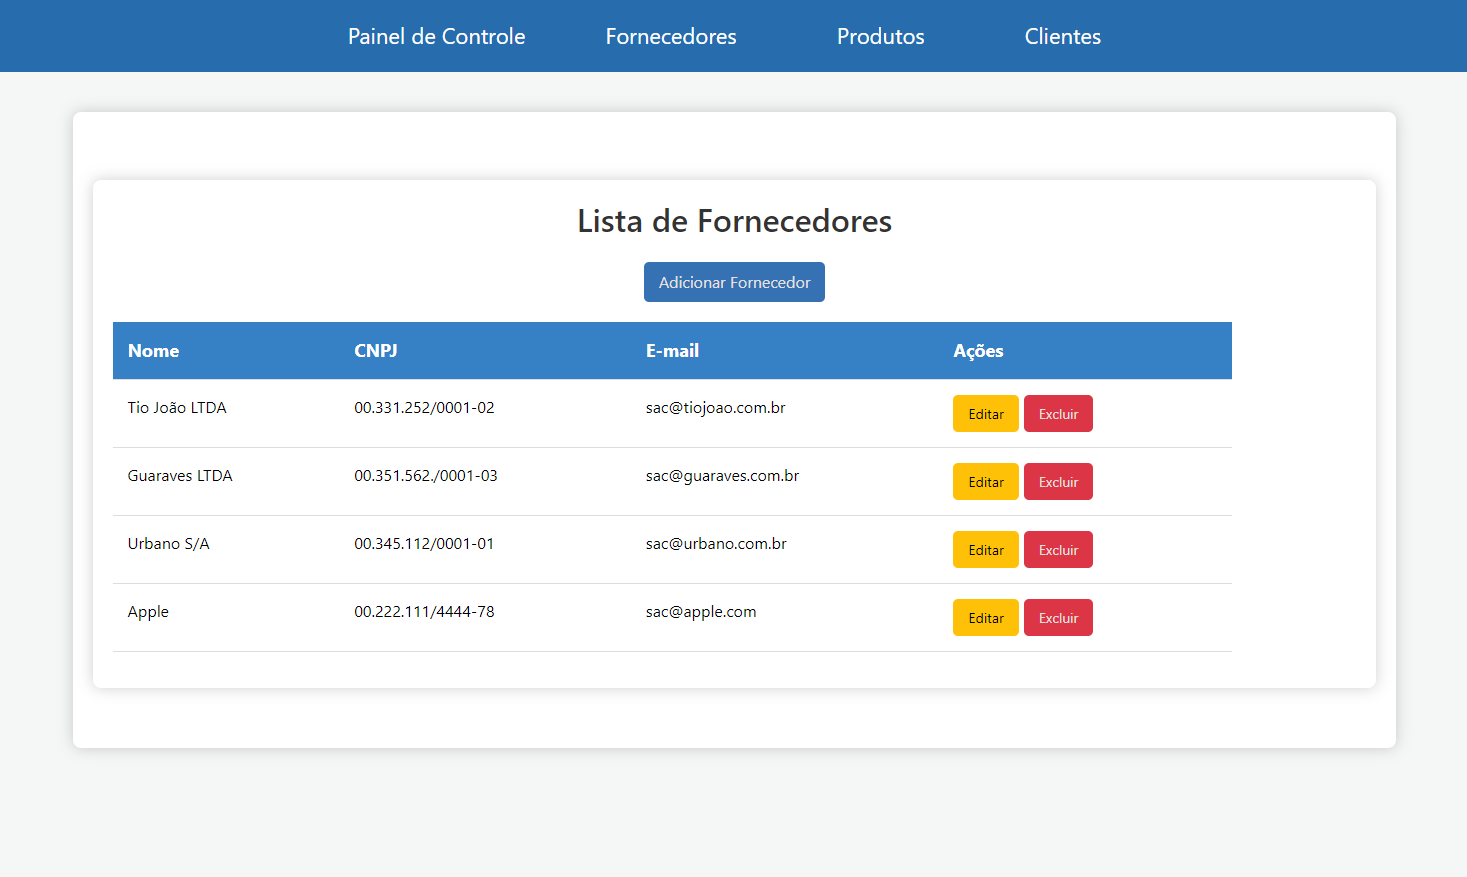 Painel de Controle Fornecedores Produtos Clientes
Lista de Fornecedores
Adicionar Fornecedor
Nome CNPJ E-mail Ações
Tio João LTDA 00.331.252/0001-02 sac@tiojoao.com.br Editar Excluir
Guaraves LTDA 00.351.562./0001-03 sac@guaraves.com.br Editar Excluir
Urbano S/A 00.345.112/0001-01 sac@urbano.com.br Editar Excluir
Apple 00.222.111/4444-78 sac@apple.com Editar Excluir